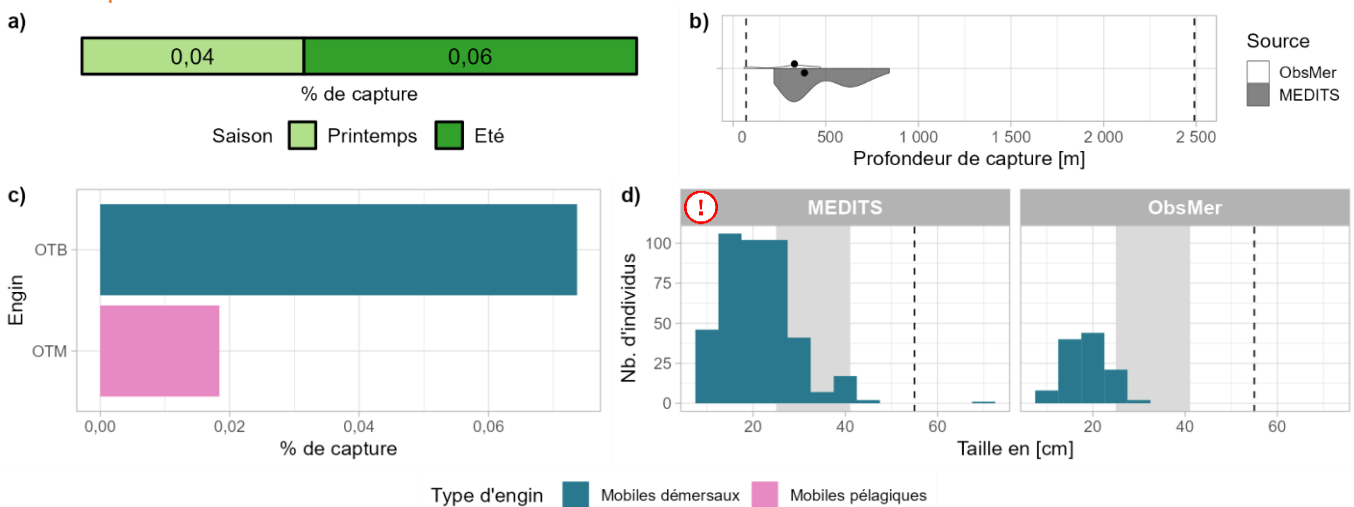 a)
0,04 0,06
% de capture
Saison Printemps Eté
b)
0 500 1 000 1 500 2 000 2 500
Profondeur de capture [m]
Source
ObsMer
MEDITS
c)
Engin
OTB
OTM
0,00 0,02 0,04 0,06
% de capture
d)
! MEDITS ObsMer
Nb. d'individus
100
75
50
25
0
20 40 60 20 40 60
Taille en [cm]
Type d'engin Mobiles démersaux Mobiles pélagiques